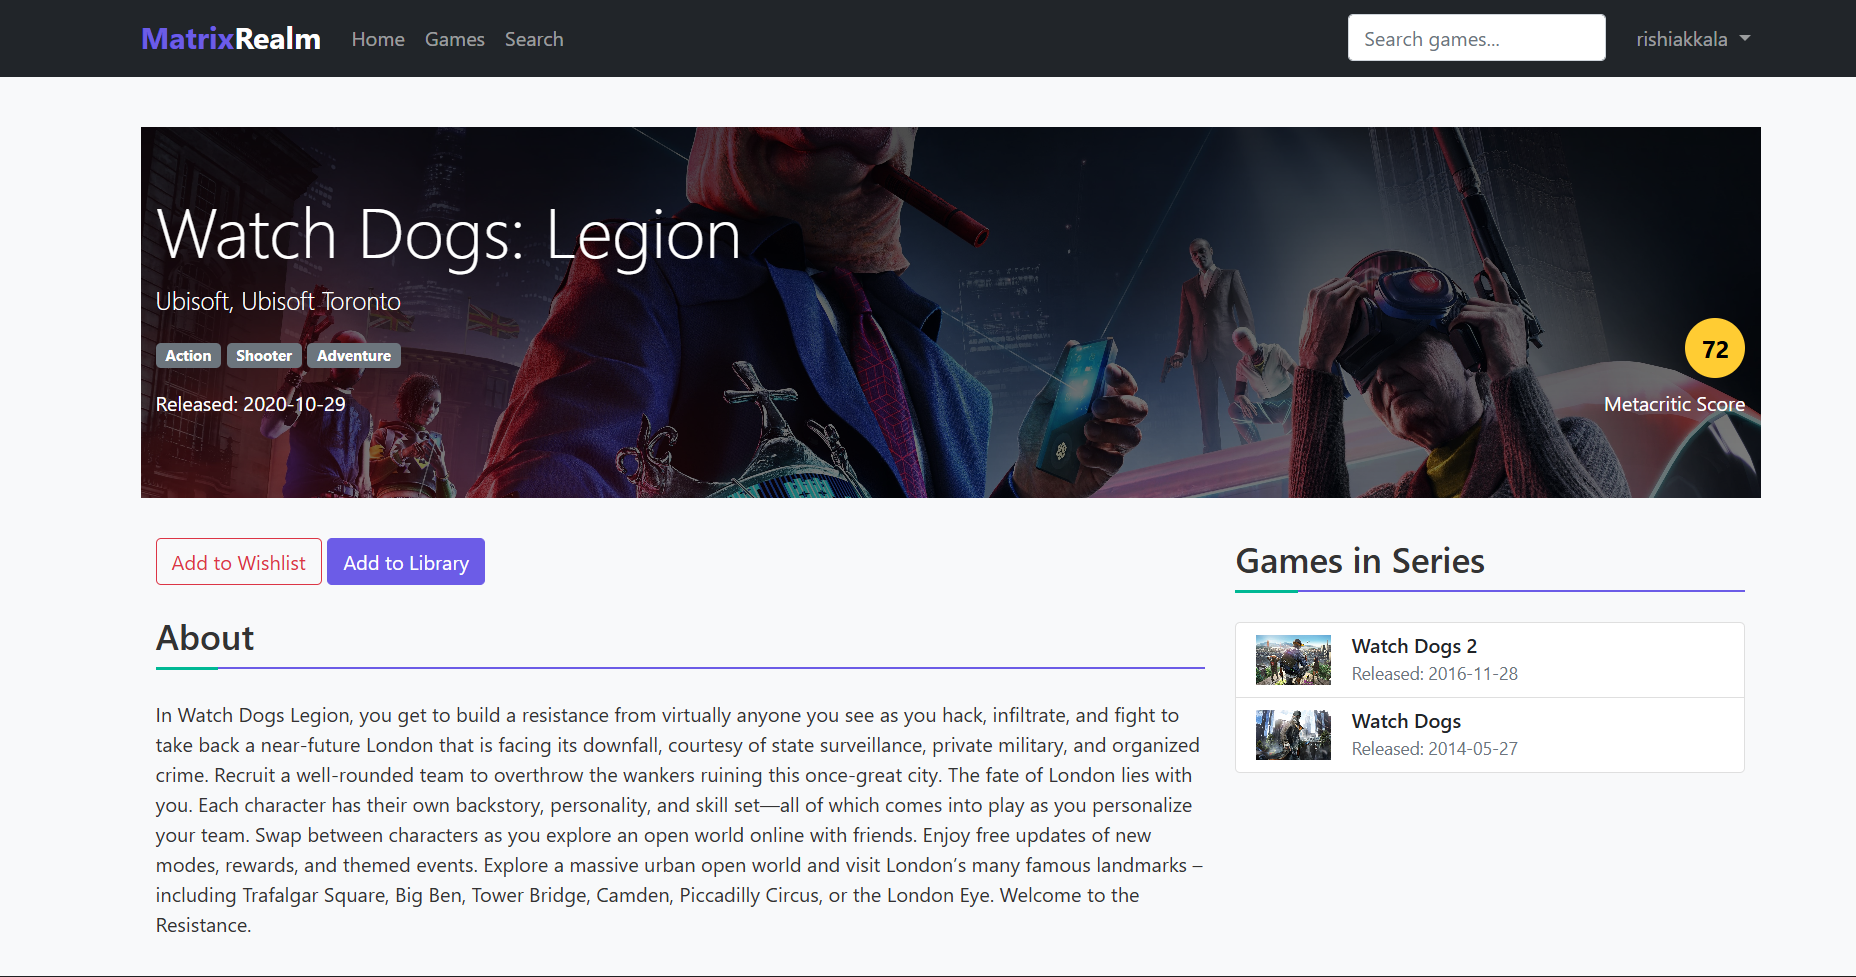 MatrixRealm Home Games Search Search games... rishiakkala
Watch Dogs: Legion
Ubisoft, Ubisoft Toronto
Action Shooter Adventure
72
Released: 2020-10-29
Metacritic Score
Add to Wishlist Add to Library
About
In Watch Dogs Legion, you get to build a resistance from virtually anyone you see as you hack, infiltrate, and fight to
take back a near-future London that is facing its downfall, courtesy of state surveillance, private military, and organized
crime. Recruit a well-rounded team to overthrow the wankers ruining this once-great city. The fate of London lies with
you. Each character has their own backstory, personality, and skill set—all of which comes into play as you personalize
your team. Swap between characters as you explore an open world online with friends. Enjoy free updates of new
modes, rewards, and themed events. Explore a massive urban open world and visit London’s many famous landmarks –
including Trafalgar Square, Big Ben, Tower Bridge, Camden, Piccadilly Circus, or the London Eye. Welcome to the
Resistance.
Games in Series
Watch Dogs 2
Released: 2016-11-28
Watch Dogs
Released: 2014-05-27